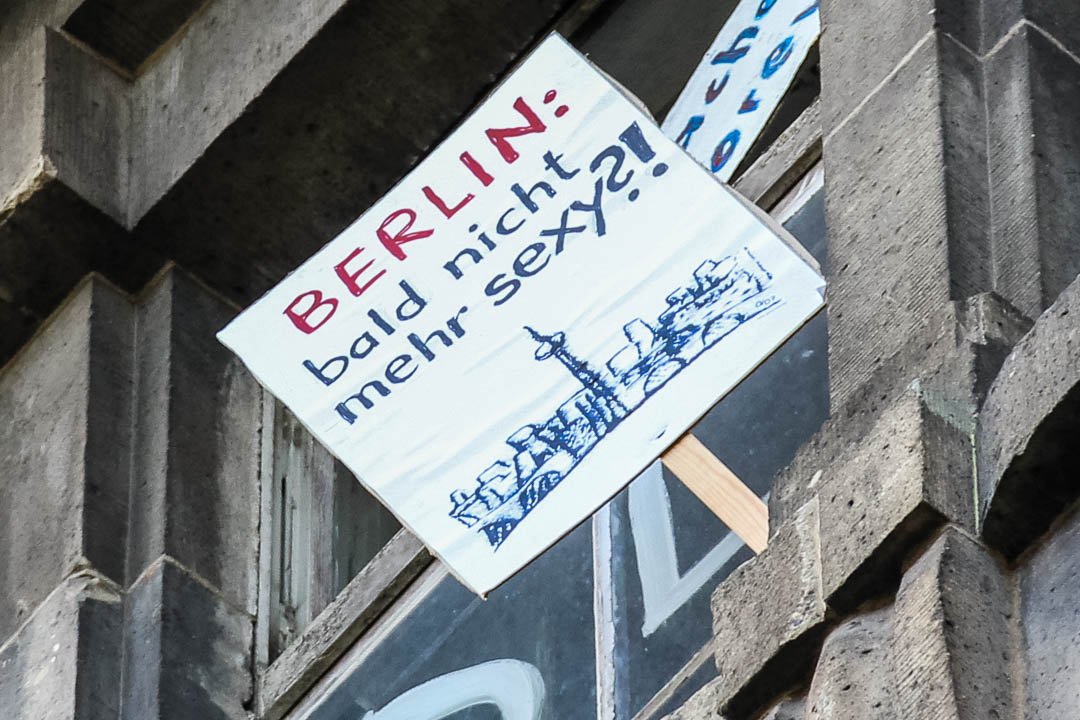 BERLIN:
bald nicht
mehr sexy?!